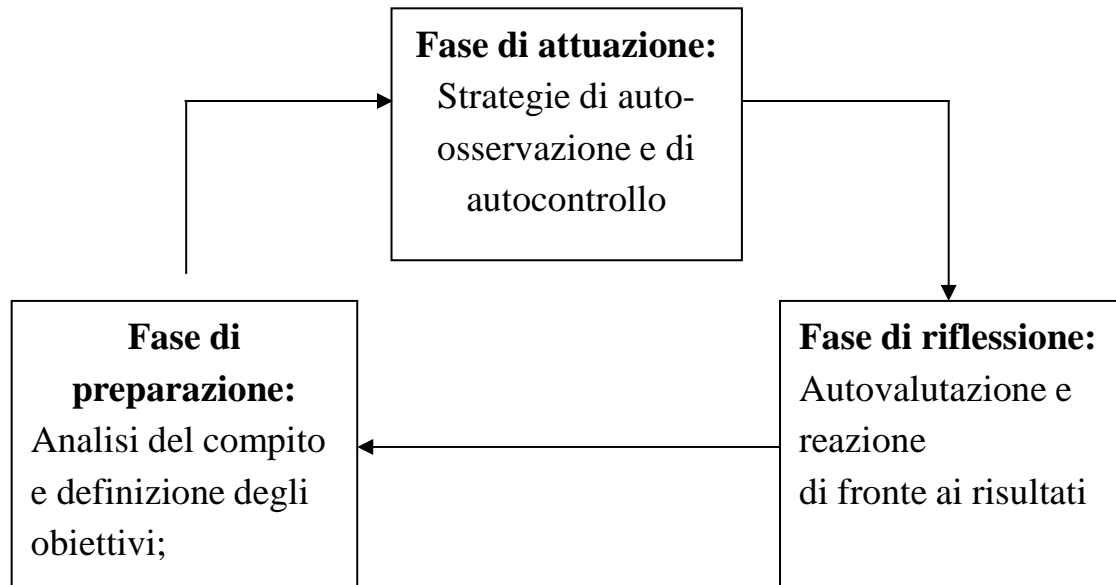 Fase di attuazione:
Strategie di auto-
osservazione e di
autocontrollo
Fase di
preparazione:
Analisi del compito
e definizione degli
obiettivi;
Fase di riflessione:
Autovalutazione e
reazione
di fronte ai risultati